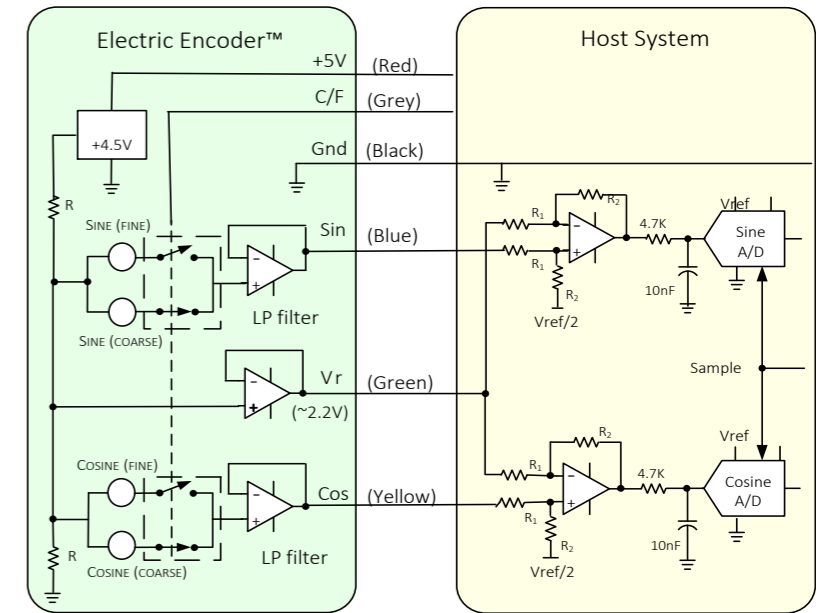 Electric Encoder™
Host System
+5V (Red)
C/F (Grey)
+4.5V
Gnd (Black)
R
SINE (FINE)
Sin (Blue)
LP filter
SINE (COARSE)
R1
R2
R1
R2
Vref/2
4.7K
10nF
Vref
Sine
A/D
Vr (Green)
(~2.2V)
Sample
COSINE (FINE)
Cos (Yellow)
LP filter
R
COSINE (COARSE)
R1
R2
R1
R2
Vref/2
4.7K
10nF
Vref
Cosine
A/D